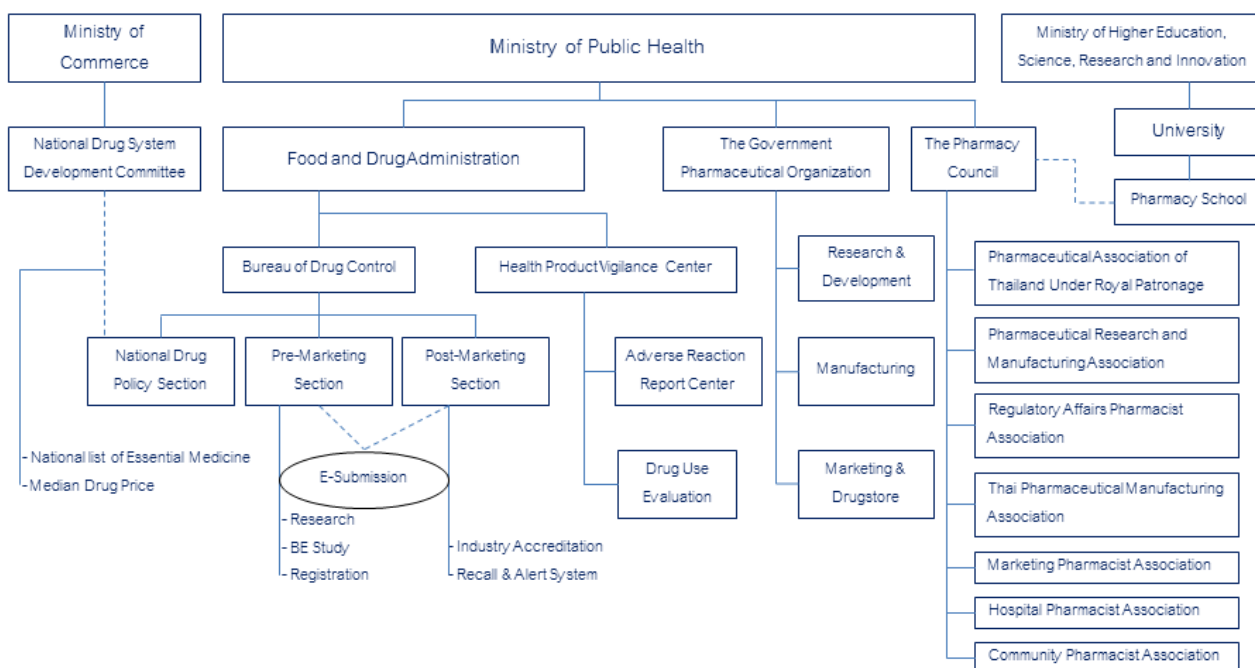 Ministry of
Commerce
Ministry of Public Health
Ministry of Higher Education,
Science, Research and Innovation
National Drug System
Development Committee
Food and Drug Administration
The Government
Pharmaceutical Organization
The Pharmacy
Council
University
Pharmacy School
Bureau of Drug Control
Health Product Vigilance Center
Research &
Development
Pharmaceutical Association of
Thailand Under Royal Patronage
National Drug
Policy Section
Pre-Marketing
Section
Post-Marketing
Section
Adverse Reaction
Report Center
Manufacturing
Pharmaceutical Research and
Manufacturing Association
Regulatory Affairs Pharmacist
Association
- National list of Essential Medicine
- Median Drug Price
E-Submission
Drug Use
Evaluation
Marketing &
Drugstore
Thai Pharmaceutical Manufacturing
Association
- Research
- BE Study
- Registration
- Industry Accreditation
- Recall & Alert System
Marketing Pharmacist Association
Hospital Pharmacist Association
Community Pharmacist Association